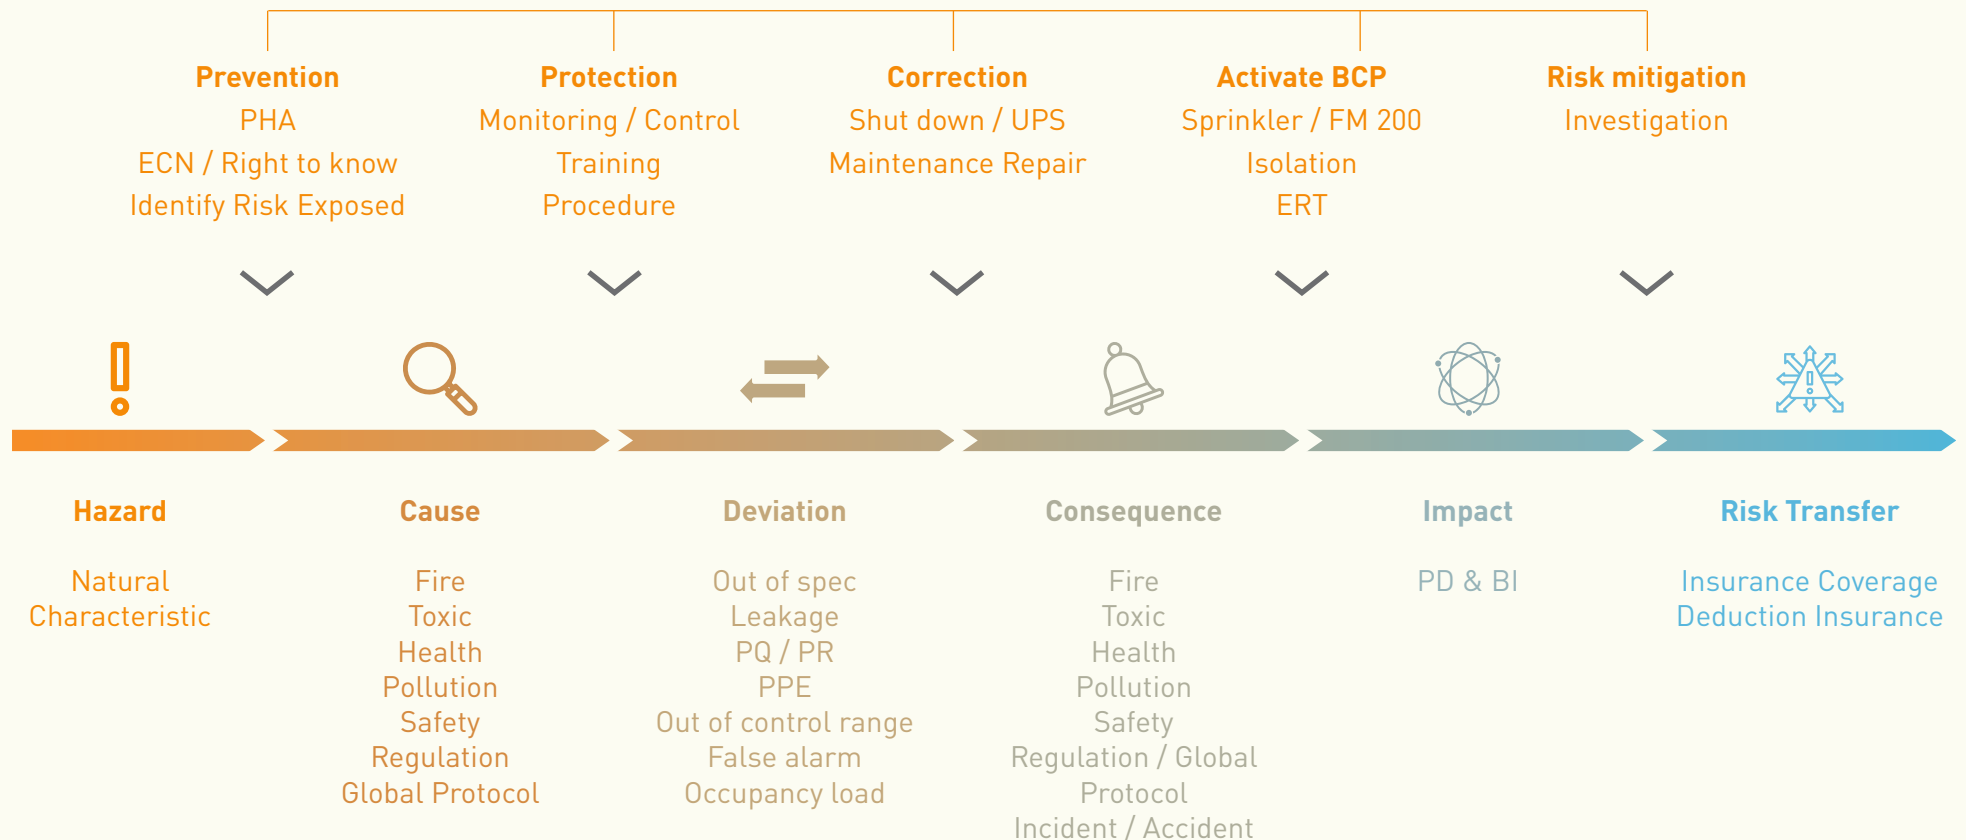 Prevention
PHA
ECN / Right to know
Identify Risk Exposed
Protection
Monitoring / Control
Training
Procedure
Correction
Shut down / UPS
Maintenance Repair
Activate BCP
Sprinkler / FM 200
Isolation
ERT
Risk mitigation
Investigation
Hazard
Natural
Characteristic
Cause
Fire
Toxic
Health
Pollution
Safety
Regulation
Global Protocol
Deviation
Out of spec
Leakage
PQ / PR
PPE
Out of control range
False alarm
Occupancy load
Consequence
Fire
Toxic
Health
Pollution
Safety
Regulation / Global
Protocol
Incident / Accident
Impact
PD & BI
Risk Transfer
Insurance Coverage
Deduction Insurance